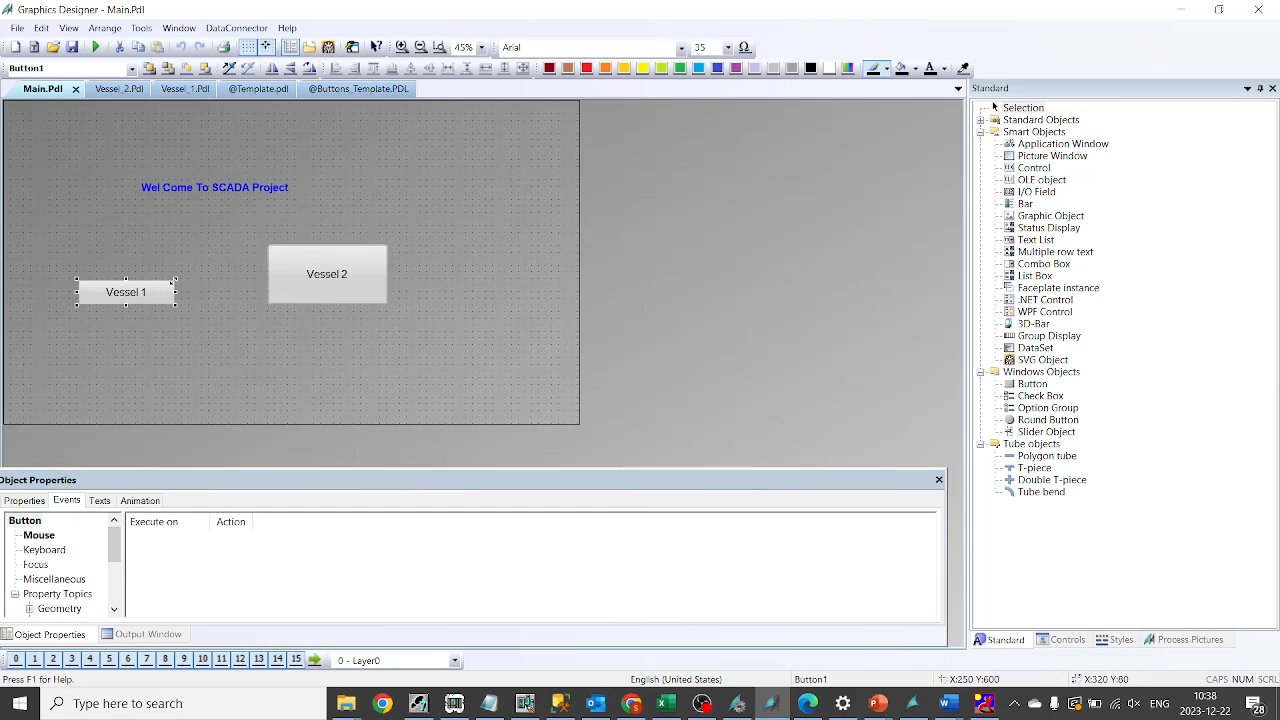 Graphics Designer - Main.Pdl
File Edit View Arrange Tools Window DataConnector Help
45% Arial 35 Ω
Button1 A
Main.Pdl Vessel_2.Pdl Vessel_1.Pdl @Template.pdl @Buttons_Template.PDL
Wel Come To SCADA Project
Vessel 2
Vessel 1
Standard
Selection
Standard Objects
Smart Objects
Application Window
Picture Window
Control
OLE object
I/O Field
Bar
Graphic Object
Status Display
Text List
Multiple row text
Combo Box
List Box
Faceplate instance
.NET Control
WPF Control
3D-Bar
Group Display
DataSet
SVG Object
Windows Objects
Button
Check Box
Option Group
Round Button
Slider Object
Tube objects
Polygon tube
T-piece
Double T-piece
Tube bend
Standard Controls Styles Process Pictures
Object Properties
Properties Events Texts Animation
Button
Mouse
Keyboard
Focus
Miscellaneous
Property Topics
Geometry
Execute on Action
Object Properties Output Window
0 1 2 3 4 5 6 7 8 9 10 11 12 13 14 15 0 - Layer0
Press F1 for Help. English (United States) Button1 X:250 Y:600 X:320 Y:80 CAPS NUM SCRL
Type here to search
ENG 10:38
2023-12-22 28